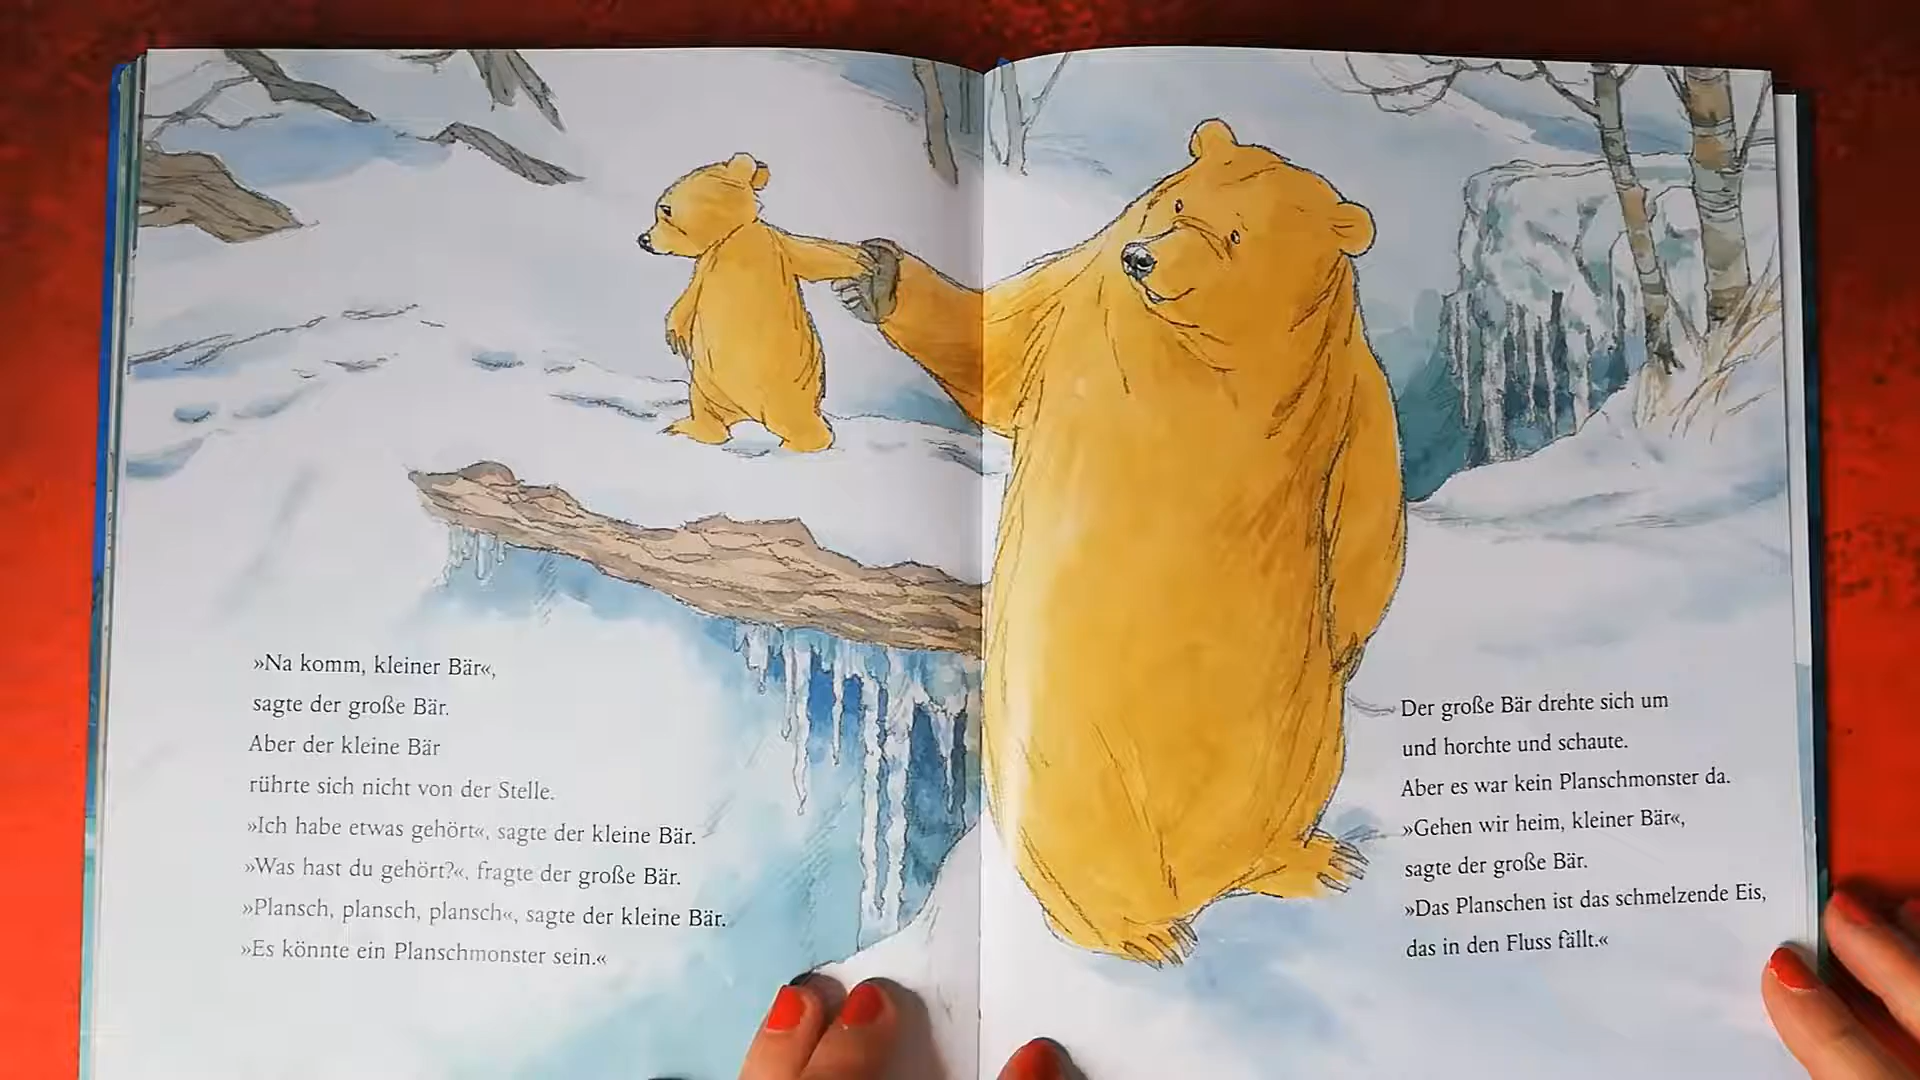 »Na komm, kleiner Bär«,
sagte der große Bär.
Aber der kleine Bär
rührte sich nicht von der Stelle.
»Ich habe etwas gehört«, sagte der kleine Bär.
»Was hast du gehört?«, fragte der große Bär.
»Plansch, plansch, plansch«, sagte der kleine Bär.
»Es könnte ein Planschmonster sein.«
Der große Bär drehte sich um
und horchte und schaute.
Aber es war kein Planschmonster da.
»Gehen wir heim, kleiner Bär«,
sagte der große Bär.
»Das Planschen ist das schmelzende Eis,
das in den Fluss fällt.«